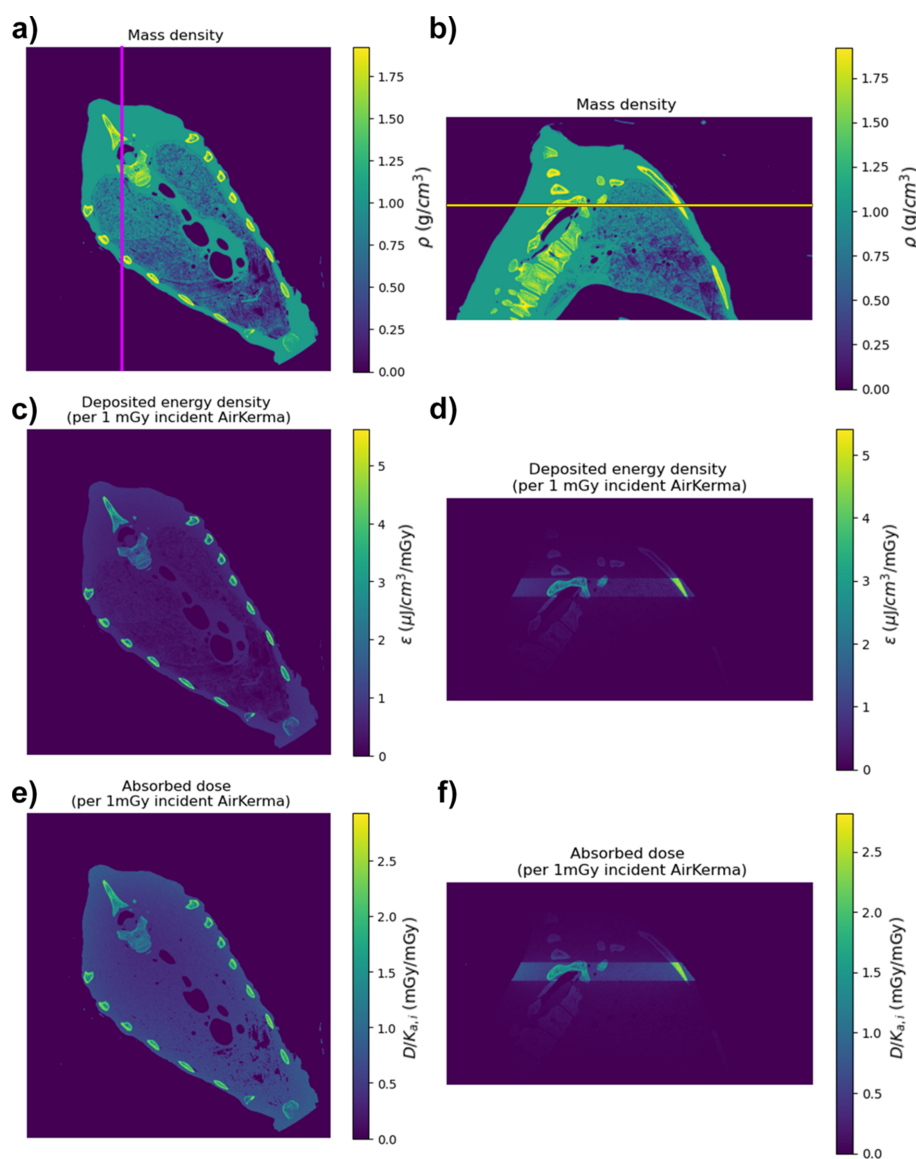 a)
Mass density
1.75
1.50
1.25
1.00
0.75
0.50
0.25
0.00
ρ (g/cm³)
b)
Mass density
1.75
1.50
1.25
1.00
0.75
0.50
0.25
0.00
ρ (g/cm³)
c)
Deposited energy density
(per 1 mGy incident AirKerma)
5
4
3
2
1
0
ε (μJ/cm³/mGy)
d)
Deposited energy density
(per 1 mGy incident AirKerma)
5
4
3
2
1
0
ε (μJ/cm³/mGy)
e)
Absorbed dose
(per 1mGy incident AirKerma)
2.5
2.0
1.5
1.0
0.5
0.0
D/Kₐ,ᵢ (mGy/mGy)
f)
Absorbed dose
(per 1mGy incident AirKerma)
2.5
2.0
1.5
1.0
0.5
0.0
D/Kₐ,ᵢ (mGy/mGy)